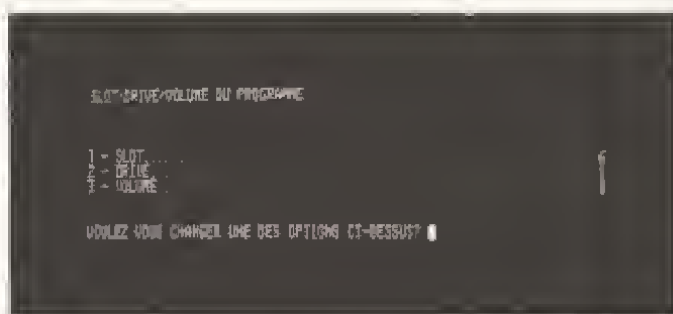 SLOT/DRIVE/VOLUME DU PROGRAMME
1 - SLOT.... .
2 - DRIVE. .
3 - VOLUME .
VOULEZ VOUS CHANGER UNE DES OPTIONS CI-DESSUS?